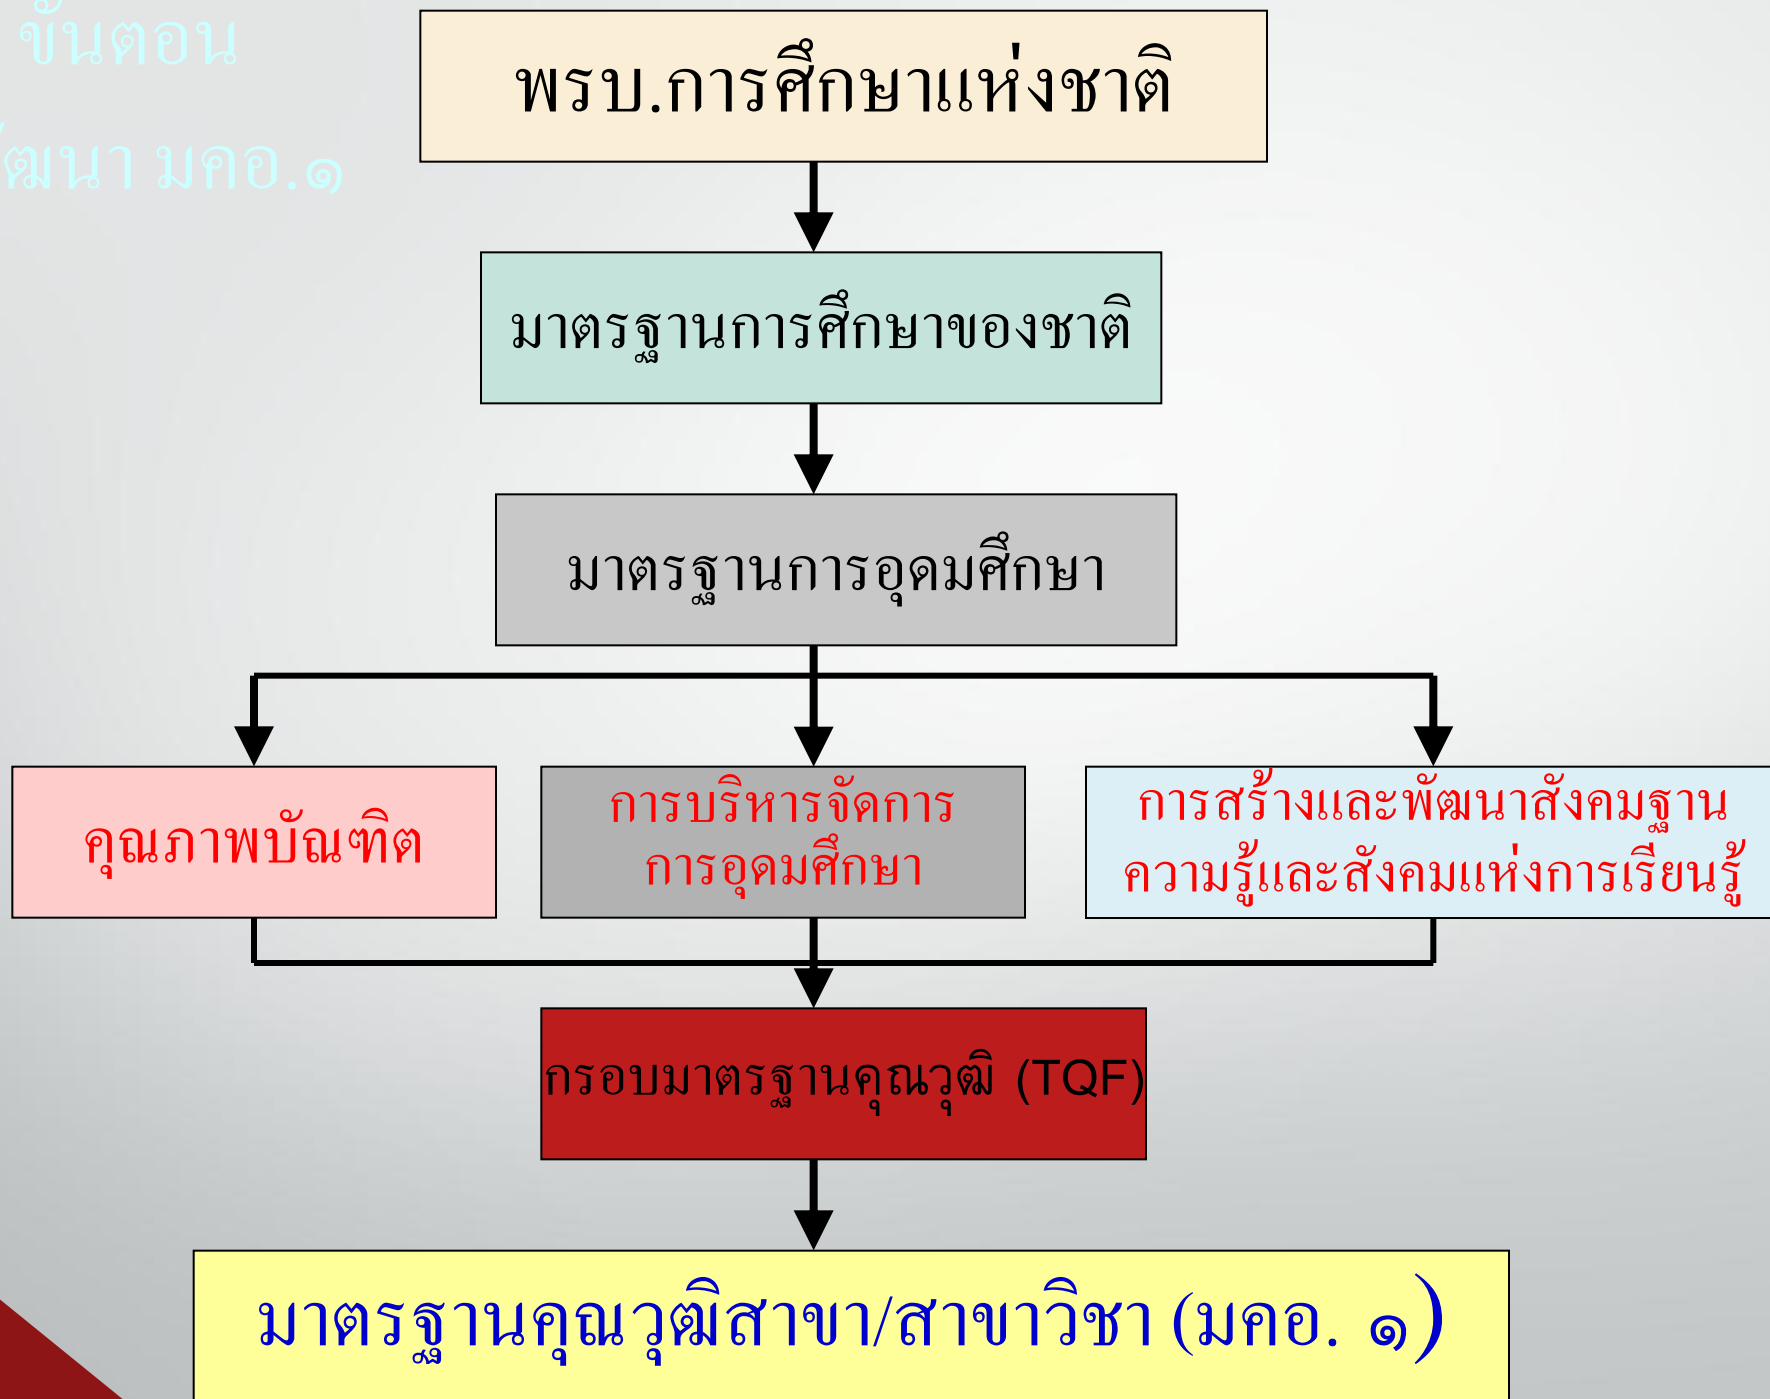 ขั้นตอน
มคอ.๑
พรบ.การศึกษาแห่งชาติ
มาตรฐานการศึกษาของชาติ
มาตรฐานการอุดมศึกษา
คุณภาพบัณฑิต
การบริหารจัดการ
การอุดมศึกษา
การสร้างและพัฒนาสังคมฐาน
ความรู้และสังคมแห่งการเรียนรู้
กรอบมาตรฐานคุณวุฒิ (TQF)
มาตรฐานคุณวุฒิสาขา/สาขาวิชา (มคอ. ๑)